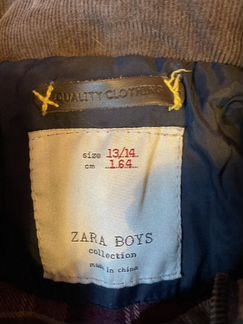 QUALITY CLOTHING
size 13/14
cm 164
ZARA BOYS
collection
made in china